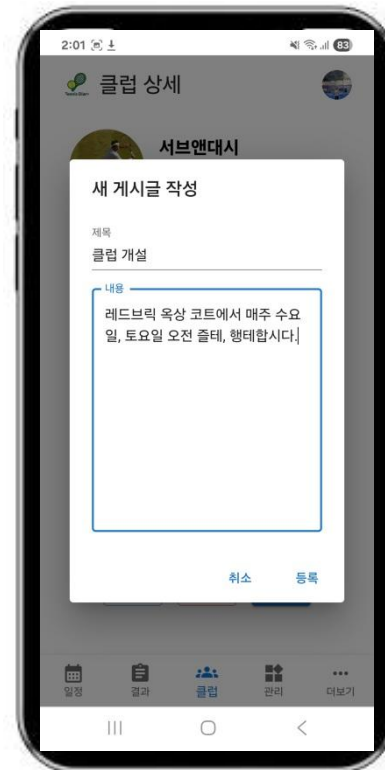 2:01
83
클럽 상세
서브앤대시
새 게시글 작성
제목
클럽 개설
내용
레드브릭 옥상 코트에서 매주 수요
일, 토요일 오전 즐테, 행테합시다.
취소 등록
일정 결과 클럽 관리 더보기